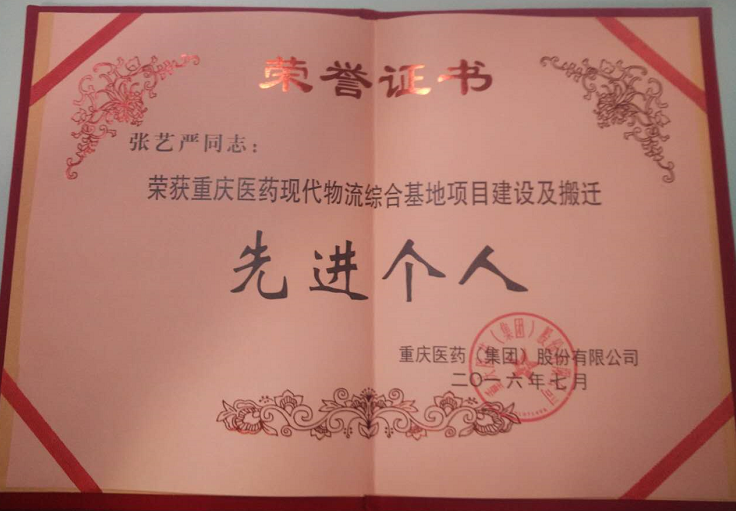 荣誉证书
张艺严同志：
荣获重庆医药现代物流综合基地项目建设及搬迁
先进个人
重庆医药（集团）股份有限公司
二〇一六年七月